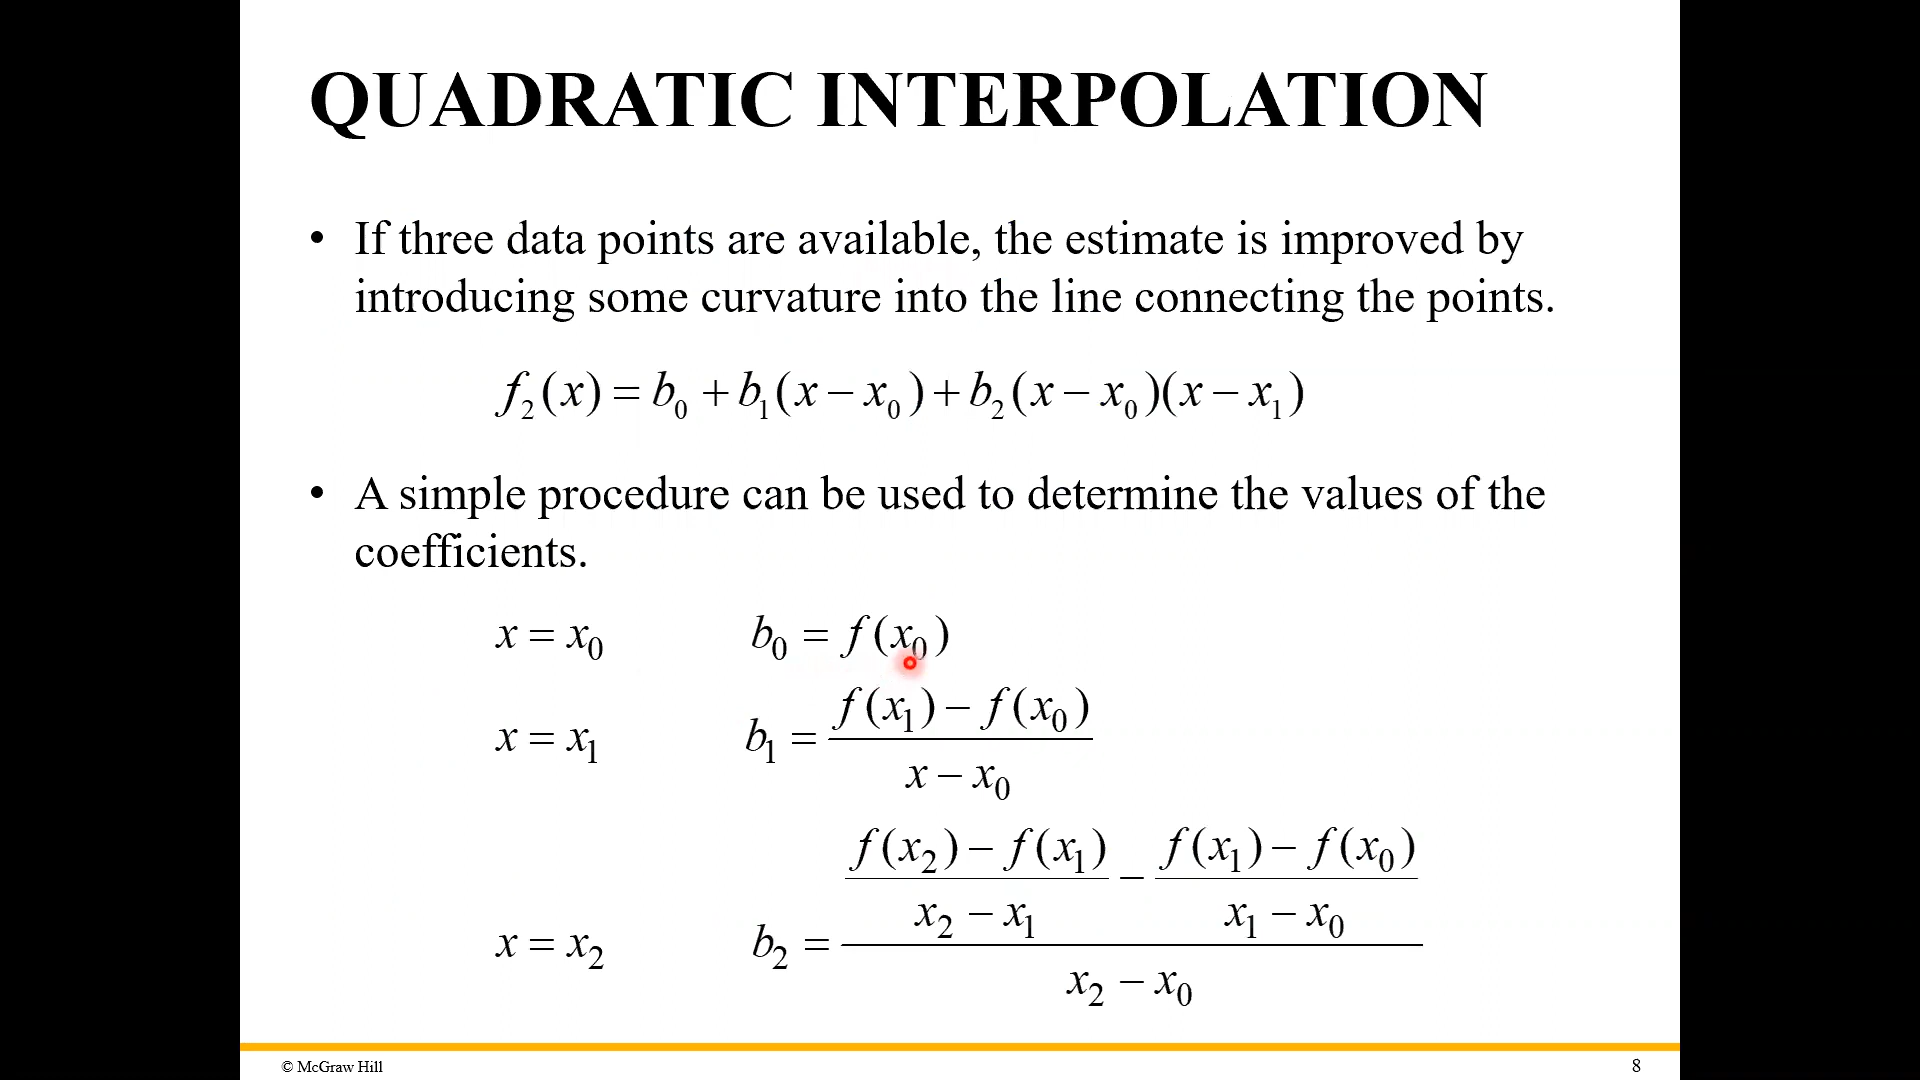 QUADRATIC INTERPOLATION
• If three data points are available, the estimate is improved by
introducing some curvature into the line connecting the points.
f₂(x) = b₀ + b₁(x − x₀) + b₂(x − x₀)(x − x₁)
• A simple procedure can be used to determine the values of the
coefficients.
x = x₀ b₀ = f(x₀)
x = x₁ b₁ = (f(x₁) − f(x₀)) / (x − x₀)
x = x₂ b₂ = ((f(x₂) − f(x₁)) / (x₂ − x₁) − (f(x₁) − f(x₀)) / (x₁ − x₀)) / (x₂ − x₀)
© McGraw Hill
8